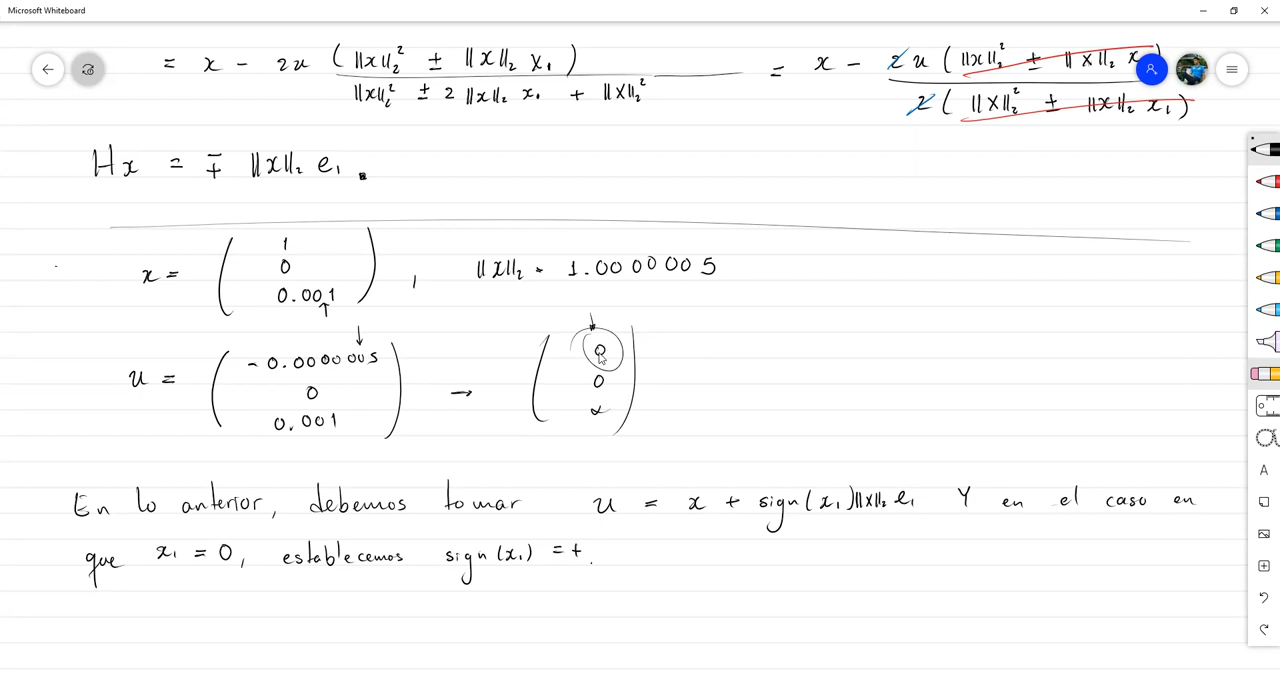 Microsoft Whiteboard
= x - 2u (‖x‖₂² ± ‖x‖₂ x₁) / ‖x‖₂² ± 2‖x‖₂ x₁ + ‖x‖₂² = x - 2u(‖x‖₂² ± ‖x‖₂ x / 2(‖x‖₂² ± ‖x‖₂ x₁)
Hx = ∓ ‖x‖₂ e₁ .
x = ( 1 0 0.001 ) , ‖x‖₂ = 1.0000005
u = ( -0.0000005 0 0.001 ) → ( 0 0 α )
En lo anterior, debemos tomar u = x + sign(x₁)‖x‖₂ e₁ Y en el caso en
que x₁ = 0, establecemos sign(x₁) = +.
A